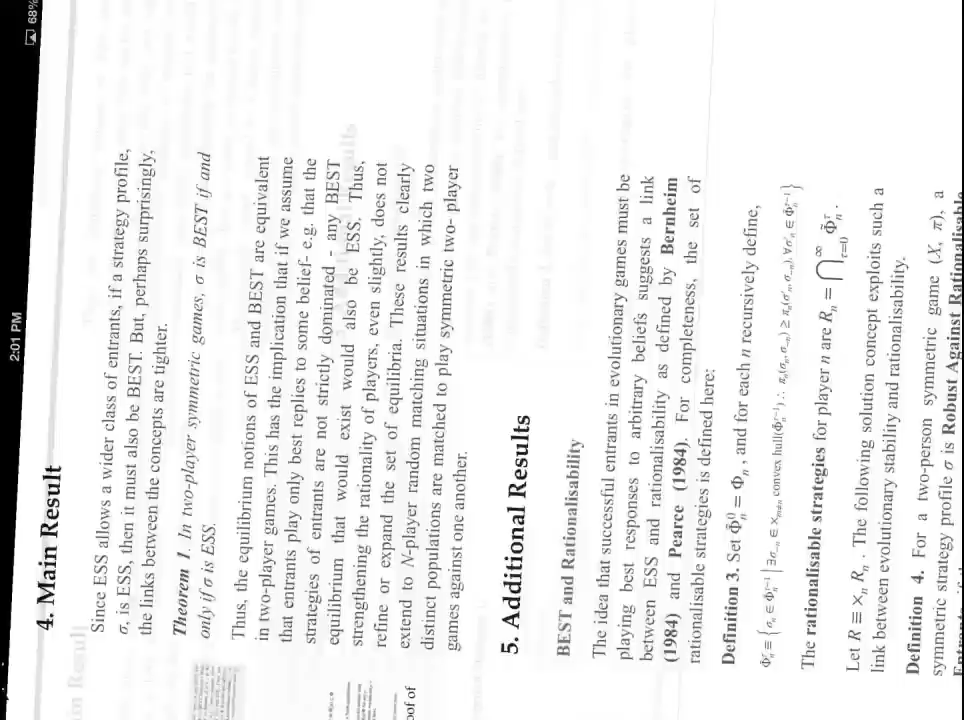 2:01 PM
68%
4. Main Result
Since ESS allows a wider class of entrants, if a strategy profile,
σ, is ESS, then it must also be BEST. But, perhaps surprisingly,
the links between the concepts are tighter.
Theorem 1. In two-player symmetric games, σ is BEST if and
only if σ is ESS.
Thus, the equilibrium notions of ESS and BEST are equivalent
in two-player games. This has the implication that if we assume
that entrants play only best replies to some belief- e.g. that the
strategies of entrants are not strictly dominated - any BEST
equilibrium that would exist would also be ESS. Thus,
strengthening the rationality of players, even slightly, does not
refine or expand the set of equilibria. These results clearly
extend to N-player random matching situations in which two
distinct populations are matched to play symmetric two- player
games against one another.
5. Additional Results
BEST and Rationalisability
The idea that successful entrants in evolutionary games must be
playing best responses to arbitrary beliefs suggests a link
between ESS and rationalisability as defined by Bernheim
(1984) and Pearce (1984). For completeness, the set of
rationalisable strategies is defined here:
Definition 3. Set Φ̃ₙ⁰ = Φₙ, and for each n recursively define,
The rationalisable strategies for player n are Rₙ = ⋂ Φ̃ₙʳ.
Let R ≡ ×ₙ Rₙ. The following solution concept exploits such a
link between evolutionary stability and rationalisability.
Definition 4. For a two-person symmetric game (X, π), a
symmetric strategy profile σ is Robust Against Rationalisable
oof of